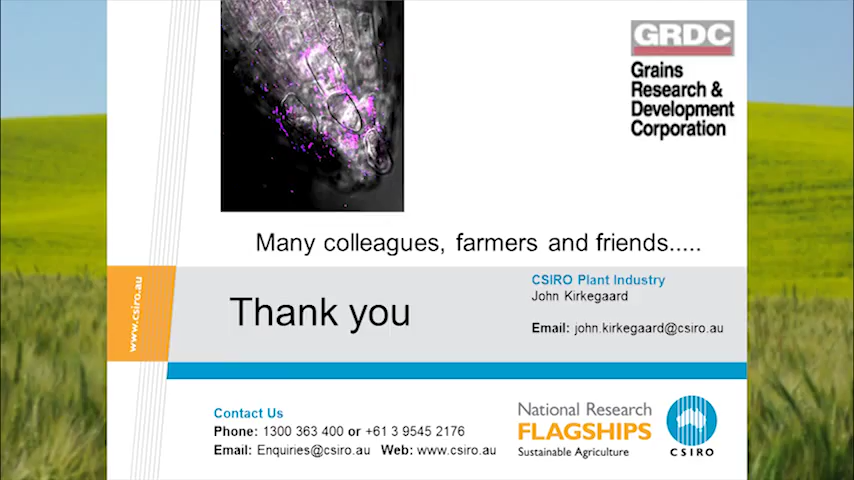 GRDC
Grains
Research &
Development
Corporation
Many colleagues, farmers and friends.....
www.csiro.au
Thank you
CSIRO Plant Industry
John Kirkegaard
Email: john.kirkegaard@csiro.au
Contact Us
Phone: 1300 363 400 or +61 3 9545 2176
Email: Enquiries@csiro.au Web: www.csiro.au
National Research
FLAGSHIPS
Sustainable Agriculture
CSIRO